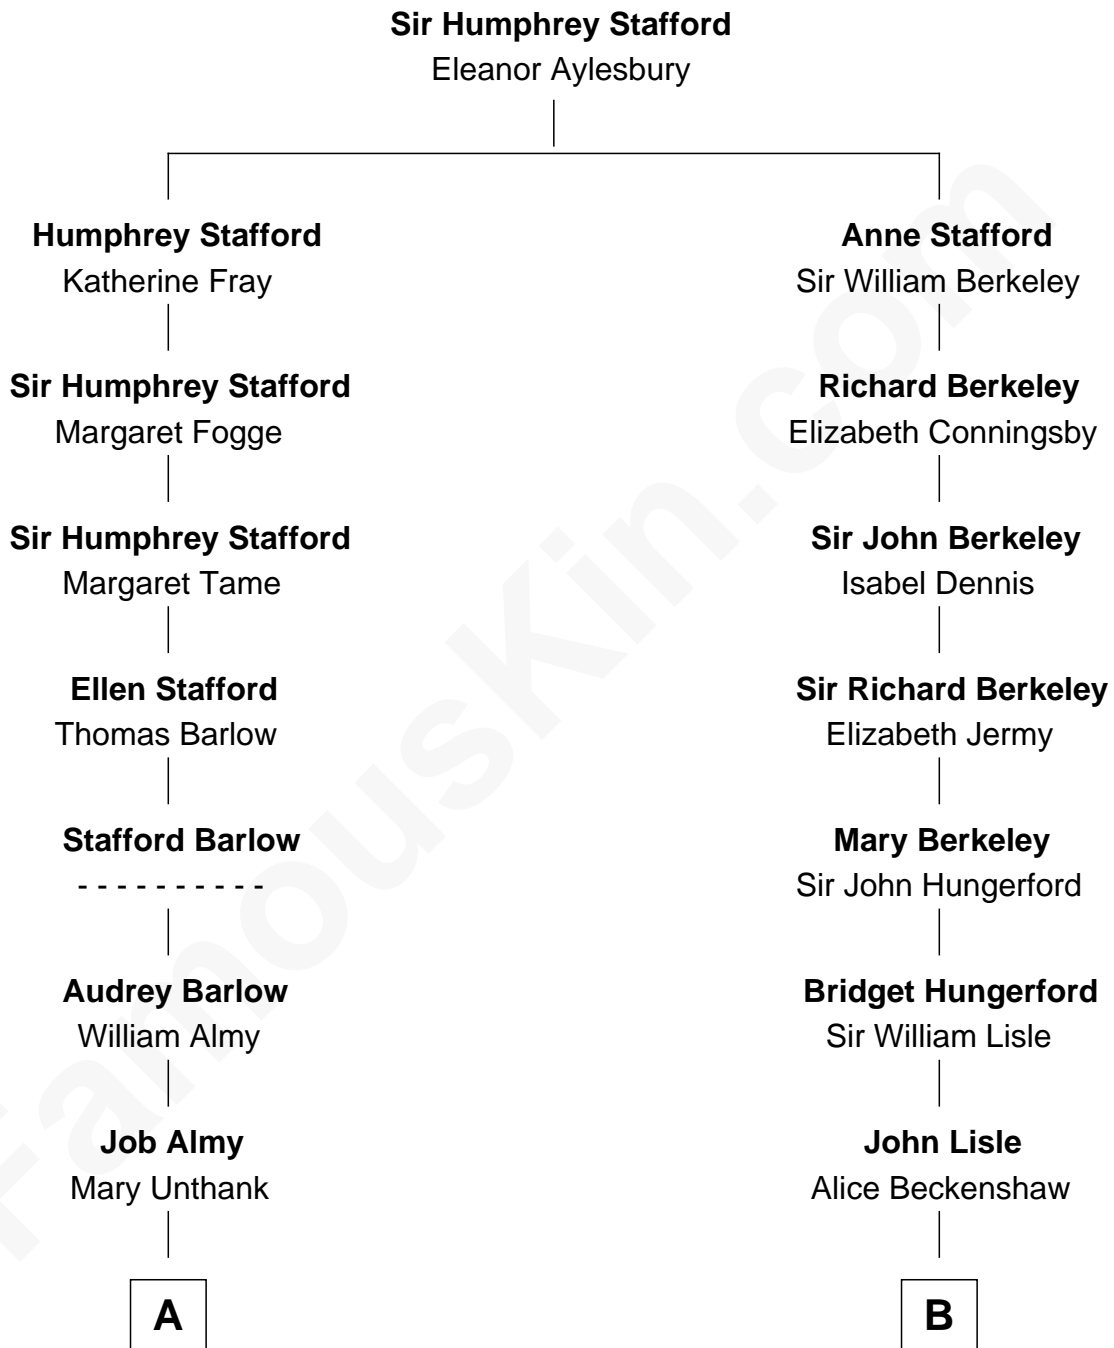 Sir Humphrey Stafford
Eleanor Aylesbury
Humphrey Stafford
Katherine Fray
Anne Stafford
Sir William Berkeley
Sir Humphrey Stafford
Margaret Fogge
Richard Berkeley
Elizabeth Conningsby
Sir Humphrey Stafford
Margaret Tame
Sir John Berkeley
Isabel Dennis
Ellen Stafford
Thomas Barlow
Sir Richard Berkeley
Elizabeth Jermy
Stafford Barlow
- - - - - - - - - -
Mary Berkeley
Sir John Hungerford
Audrey Barlow
William Almy
Bridget Hungerford
Sir William Lisle
Job Almy
Mary Unthank
John Lisle
Alice Beckenshaw
A
B
FamousKin.com